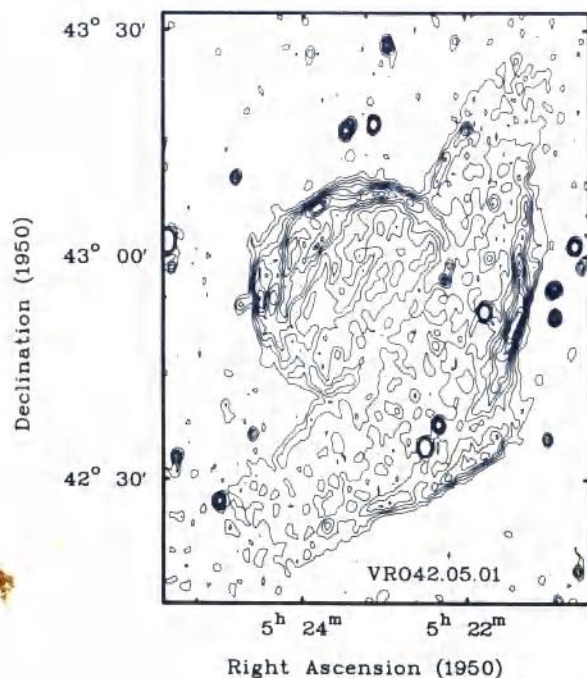 43° 30'
43° 00'
42° 30'
Declination (1950)
VRO42.05.01
5ʰ 24ᵐ
5ʰ 22ᵐ
Right Ascension (1950)